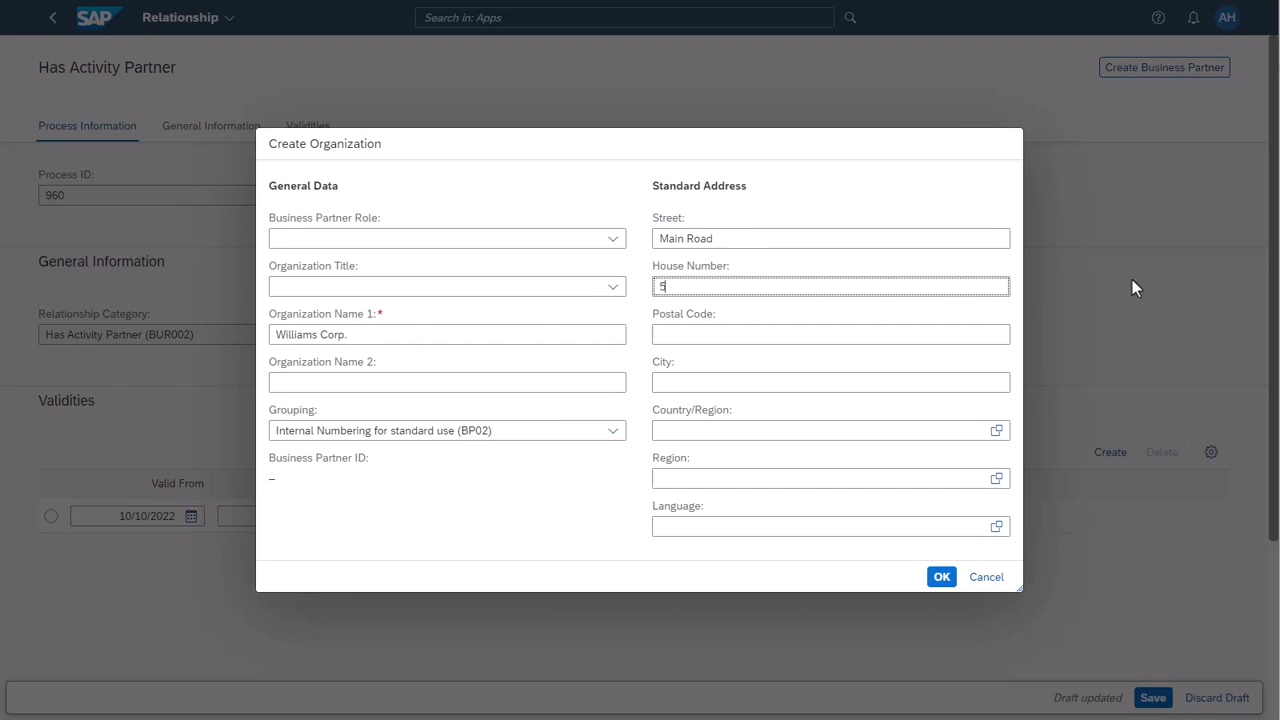 SAP
Relationship
Search in: Apps
AH
Has Activity Partner
Create Business Partner
Process Information
General Information
Validities
Process ID:
960
General Information
Relationship Category:
Has Activity Partner (BUR002)
Validities
Create
Delete
Valid From
10/10/2022
Create Organization
General Data
Business Partner Role:
Organization Title:
Organization Name 1:*
Williams Corp.
Organization Name 2:
Grouping:
Internal Numbering for standard use (BP02)
Business Partner ID:
–
Standard Address
Street:
Main Road
House Number:
5
Postal Code:
City:
Country/Region:
Region:
Language:
OK
Cancel
Draft updated
Save
Discard Draft